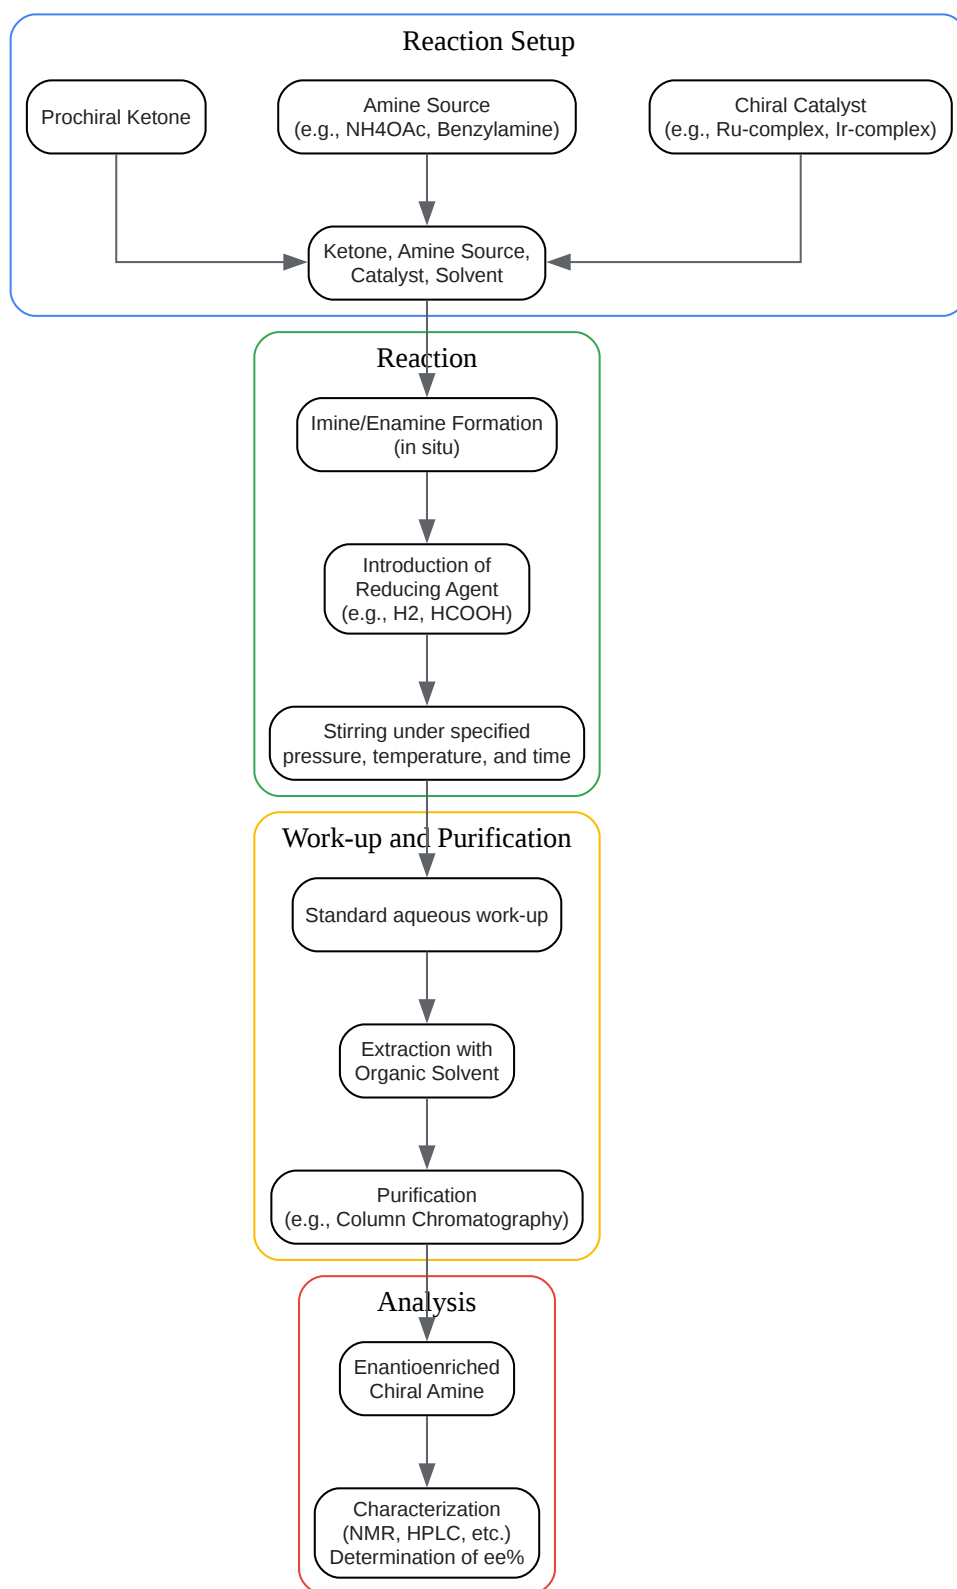 Reaction Setup
Prochiral Ketone
Amine Source
(e.g., NH4OAc, Benzylamine)
Chiral Catalyst
(e.g., Ru-complex, Ir-complex)
Ketone, Amine Source,
Catalyst, Solvent
Reaction
Imine/Enamine Formation
(in situ)
Introduction of
Reducing Agent
(e.g., H2, HCOOH)
Stirring under specified
pressure, temperature, and time
Work-up and Purification
Standard aqueous work-up
Extraction with
Organic Solvent
Purification
(e.g., Column Chromatography)
Analysis
Enantioenriched
Chiral Amine
Characterization
(NMR, HPLC, etc.)
Determination of ee%